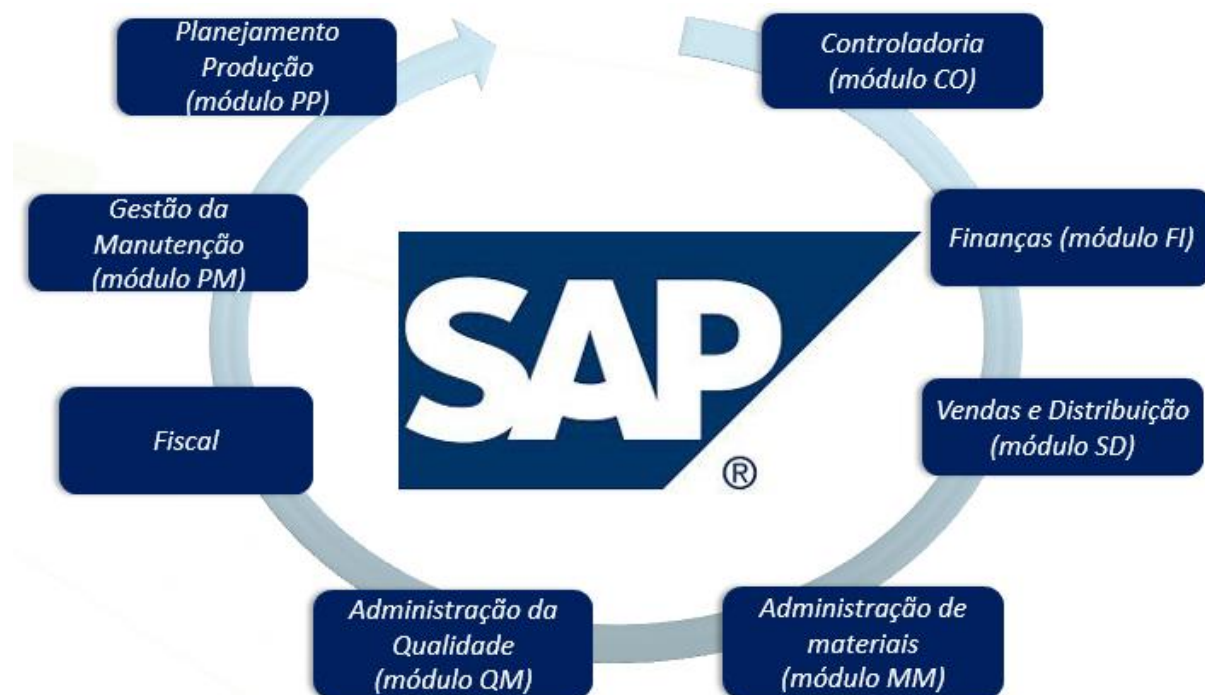 Planejamento
Produção
(módulo PP)
Controladoria
(módulo CO)
Gestão da
Manutenção
(módulo PM)
Finanças (módulo FI)
SAP
®
Fiscal
Vendas e Distribuição
(módulo SD)
Administração da
Qualidade
(módulo QM)
Administração de
materiais
(módulo MM)